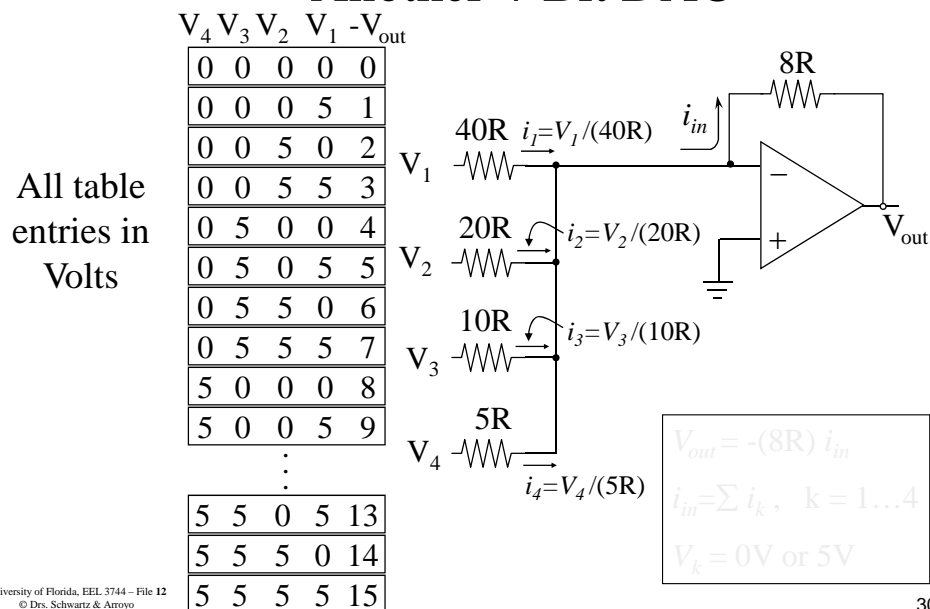 V4 V3 V2 V1 -Vout
0 0 0 0 0
0 0 0 5 1
0 0 5 0 2
0 0 5 5 3
0 5 0 0 4
0 5 0 5 5
0 5 5 0 6
0 5 5 5 7
5 0 0 0 8
5 0 0 5 9
⋮
5 5 0 5 13
5 5 5 0 14
5 5 5 5 15
All table
entries in
Volts
8R
iin
40R i1=V1/(40R)
V1
20R i2=V2/(20R)
V2
10R i3=V3/(10R)
V3
5R
V4
i4=V4/(5R)
−
+
Vout
Vout = -(8R) iin
iin=∑ ik , k = 1…4
Vk = 0V or 5V
EEL 3744 – File 12
© Drs. Schwartz & Arroyo